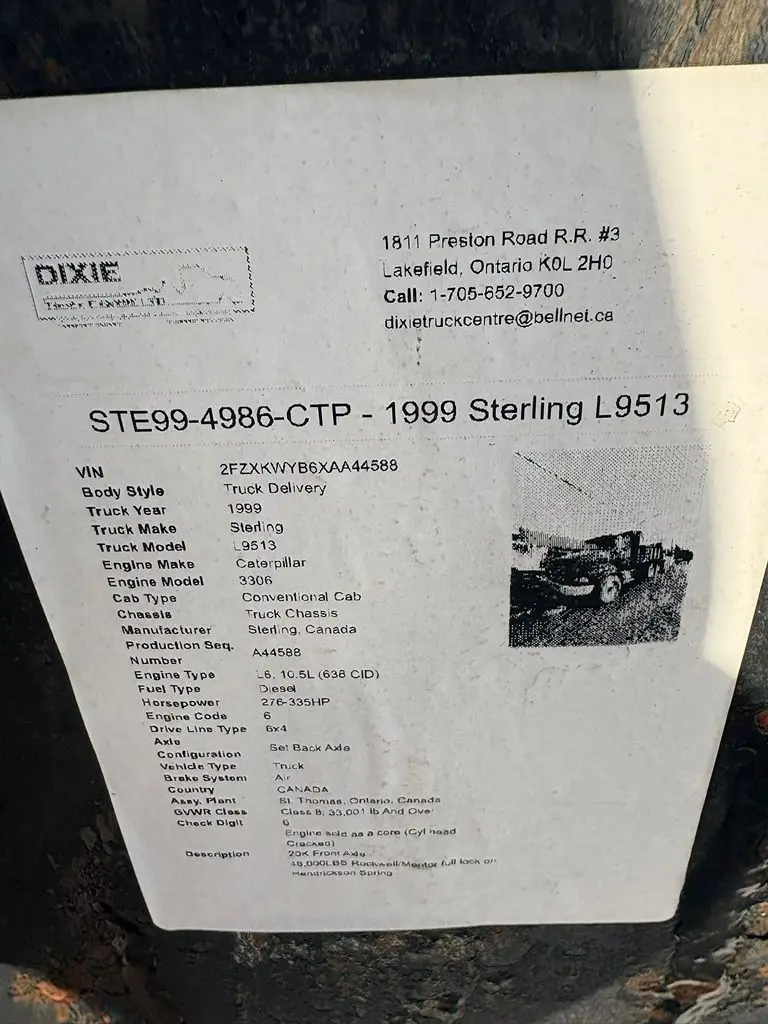 DIXIE
1811 Preston Road R.R. #3
Lakefield, Ontario K0L 2H0
Call: 1-705-652-9700
dixietruckcentre@bellnet.ca
STE99-4986-CTP - 1999 Sterling L9513
VIN 2FZXKWYB6XAA44588
Body Style Truck Delivery
Truck Year 1999
Truck Make Sterling
Truck Model L9513
Engine Make Caterpillar
Engine Model 3306
Cab Type Conventional Cab
Chassis Truck Chassis
Manufacturer Sterling, Canada
Production Seq. Number A44588
Engine Type L6, 10.5L (638 CID)
Fuel Type Diesel
Horsepower 276-335HP
Engine Code 6
Drive Line Type 6x4
Axle Configuration Set Back Axle
Vehicle Type Truck
Brake System Air
Country CANADA
Assy. Plant St. Thomas, Ontario, Canada
GVWR Class Class 8: 33,001 lb And Over
Check Digit 6
Description Engine sold as a core (Cyl head
Cracked)
20K Front Axle
Rockwell/Meritor full lock on
Hendrickson Spring